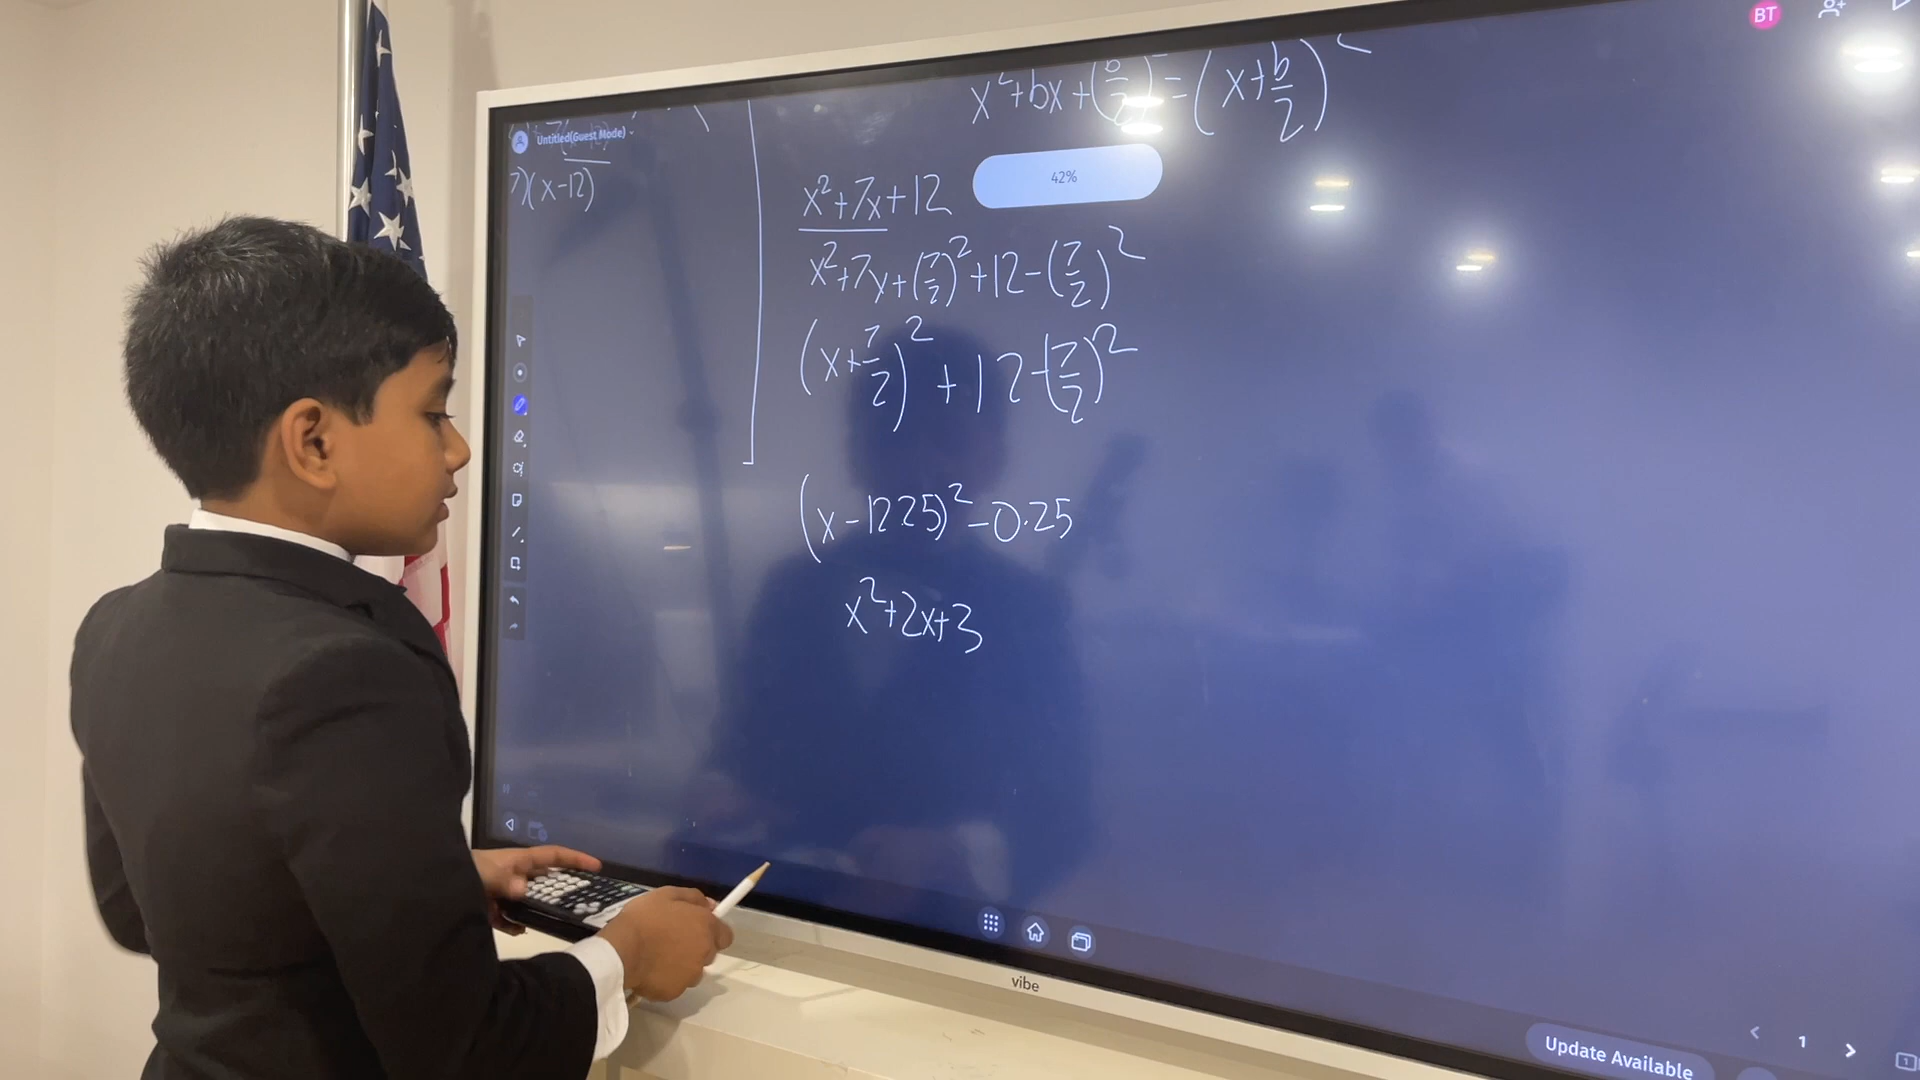 BT
x²+bx+(b/2)²=(x+b/2)²
Untitled(Guest Mode)
7)(x-12)
42%
x²+7x+12
x²+7y+(7/2)²+12-(7/2)²
(x+7/2)²+12-(7/2)²
(x-12.25)²-0.25
x²+2x+3
vibe
1
Update Available